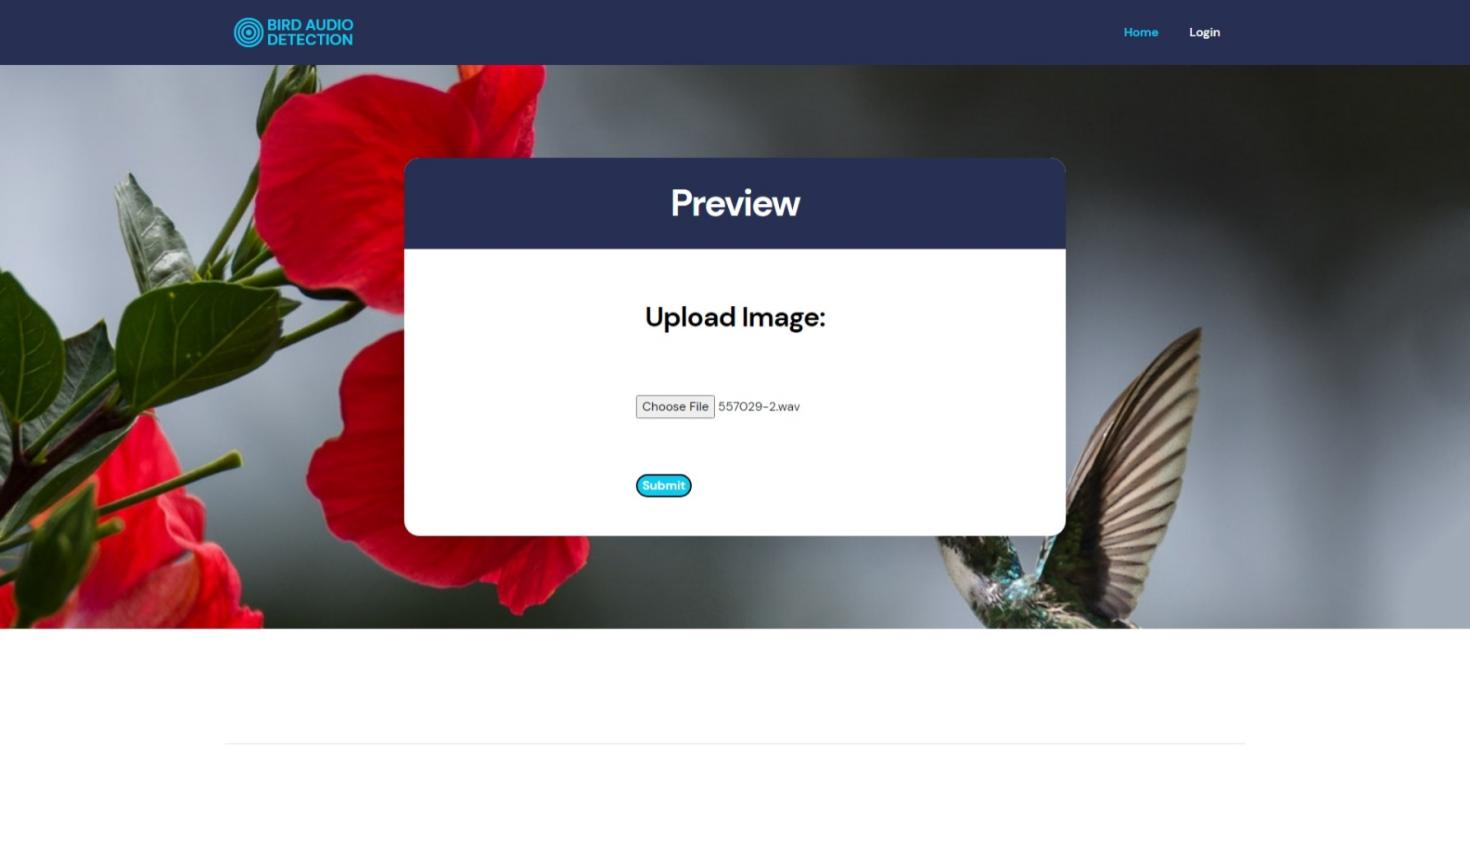 BIRD AUDIO
DETECTION
Home Login
Preview
Upload Image:
Choose File 557029-2.wav
Submit